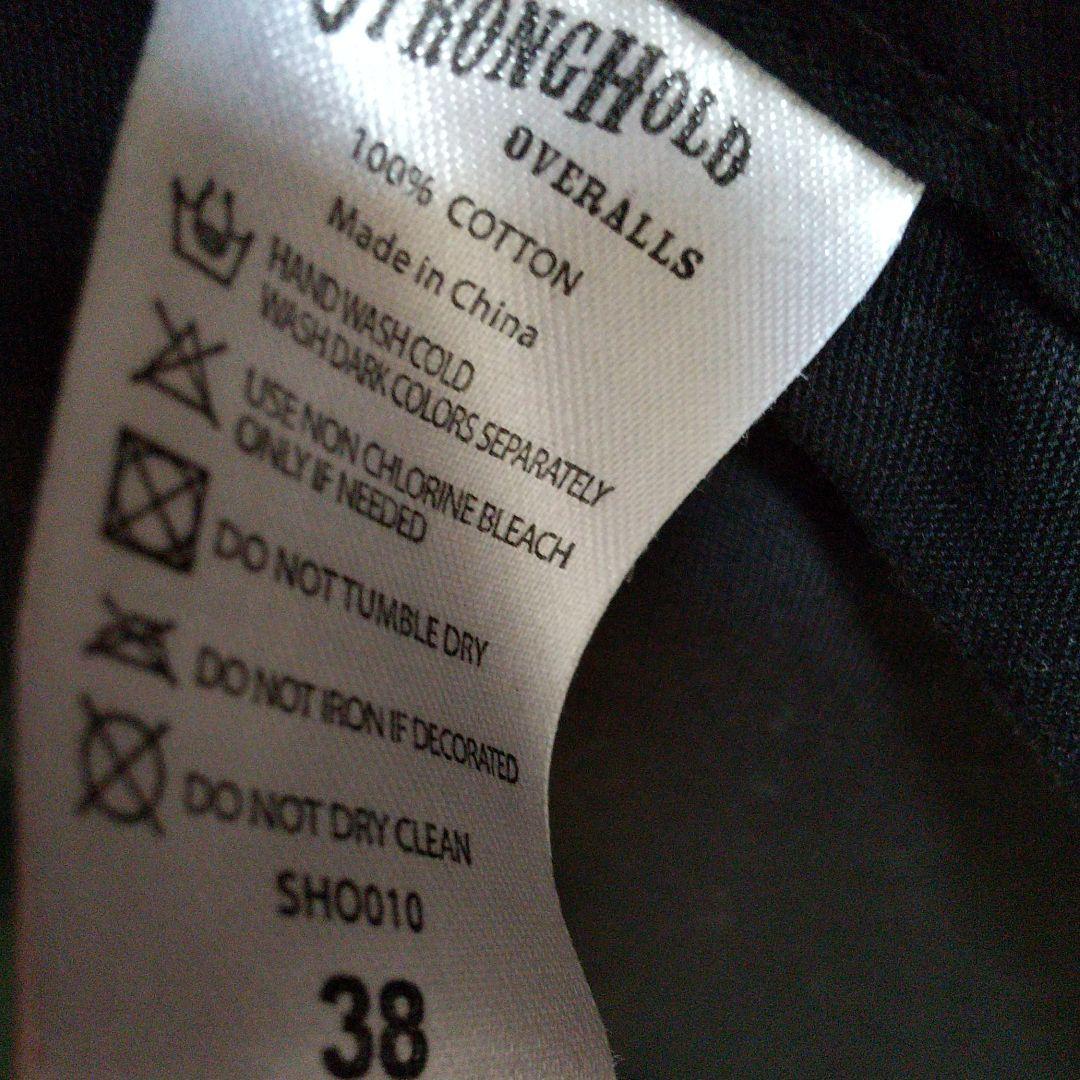 STRONGHOLD
OVERALLS
100% COTTON
Made in China
HAND WASH COLD
WASH DARK COLORS SEPARATELY
USE NON CHLORINE BLEACH
ONLY IF NEEDED
DO NOT TUMBLE DRY
DO NOT IRON IF DECORATED
DO NOT DRY CLEAN
SHO010
38